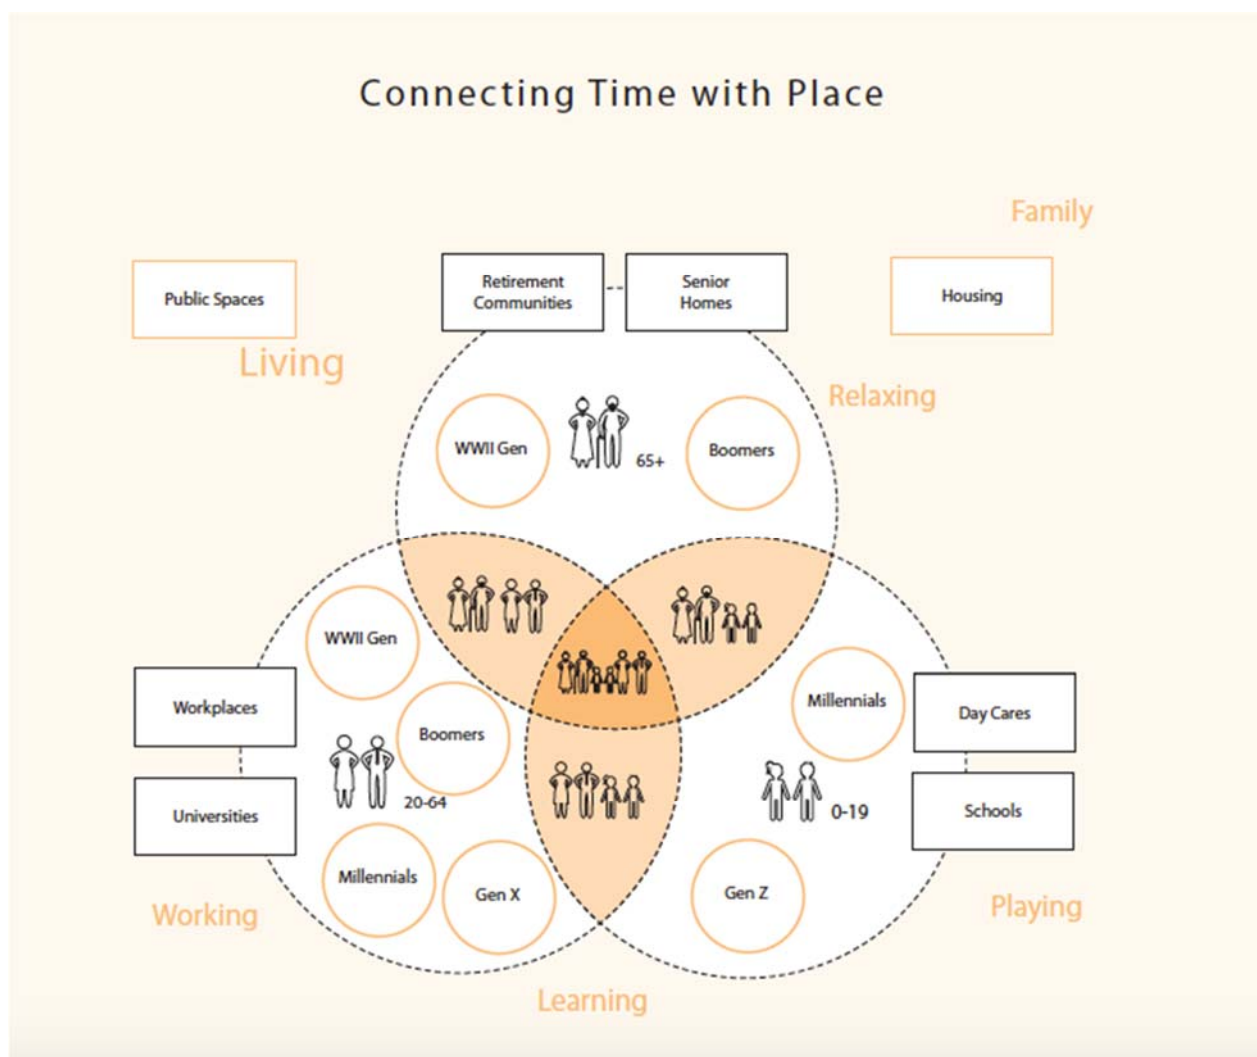 Connecting Time with Place
Family
Public Spaces
Retirement
Communities
Senior
Homes
Housing
Living
Relaxing
WWII Gen
65+
Boomers
WWII Gen
Workplaces
Boomers
Millennials
Day Cares
20-64
0-19
Universities
Schools
Millennials
Gen X
Gen Z
Working
Playing
Learning